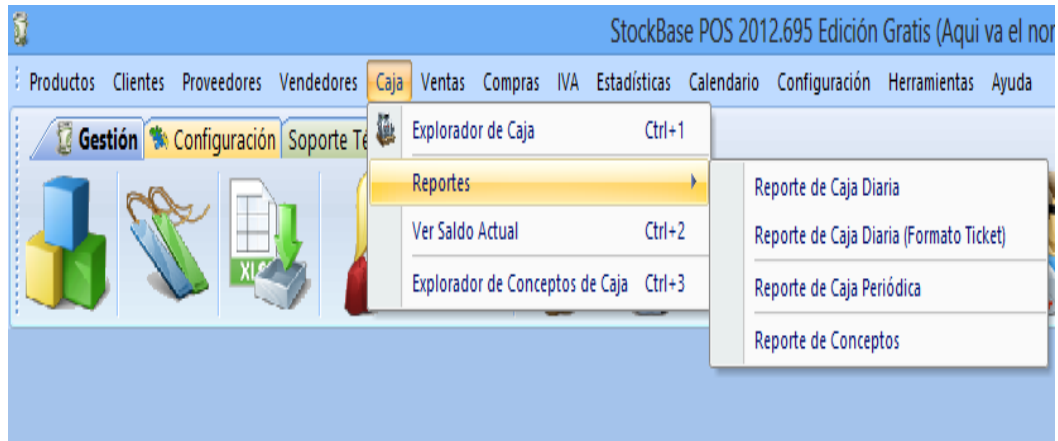 StockBase POS 2012.695 Edición Gratis (Aqui va el nor
Productos Clientes Proveedores Vendedores Caja Ventas Compras IVA Estadísticas Calendario Configuración Herramientas Ayuda
Gestión Configuración Soporte Té
Explorador de Caja Ctrl+1
Reportes
Ver Saldo Actual Ctrl+2
Explorador de Conceptos de Caja Ctrl+3
Reporte de Caja Diaria
Reporte de Caja Diaria (Formato Ticket)
Reporte de Caja Periódica
Reporte de Conceptos